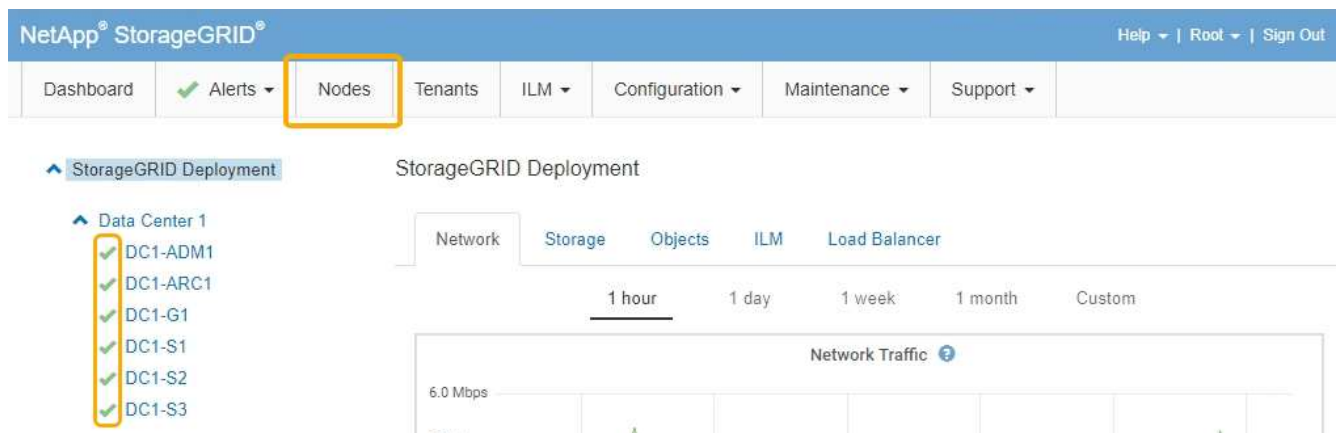 NetApp® StorageGRID®
Help | Root | Sign Out
Dashboard Alerts Nodes Tenants ILM Configuration Maintenance Support
StorageGRID Deployment
Data Center 1
DC1-ADM1
DC1-ARC1
DC1-G1
DC1-S1
DC1-S2
DC1-S3
StorageGRID Deployment
Network Storage Objects ILM Load Balancer
1 hour 1 day 1 week 1 month Custom
Network Traffic ?
6.0 Mbps